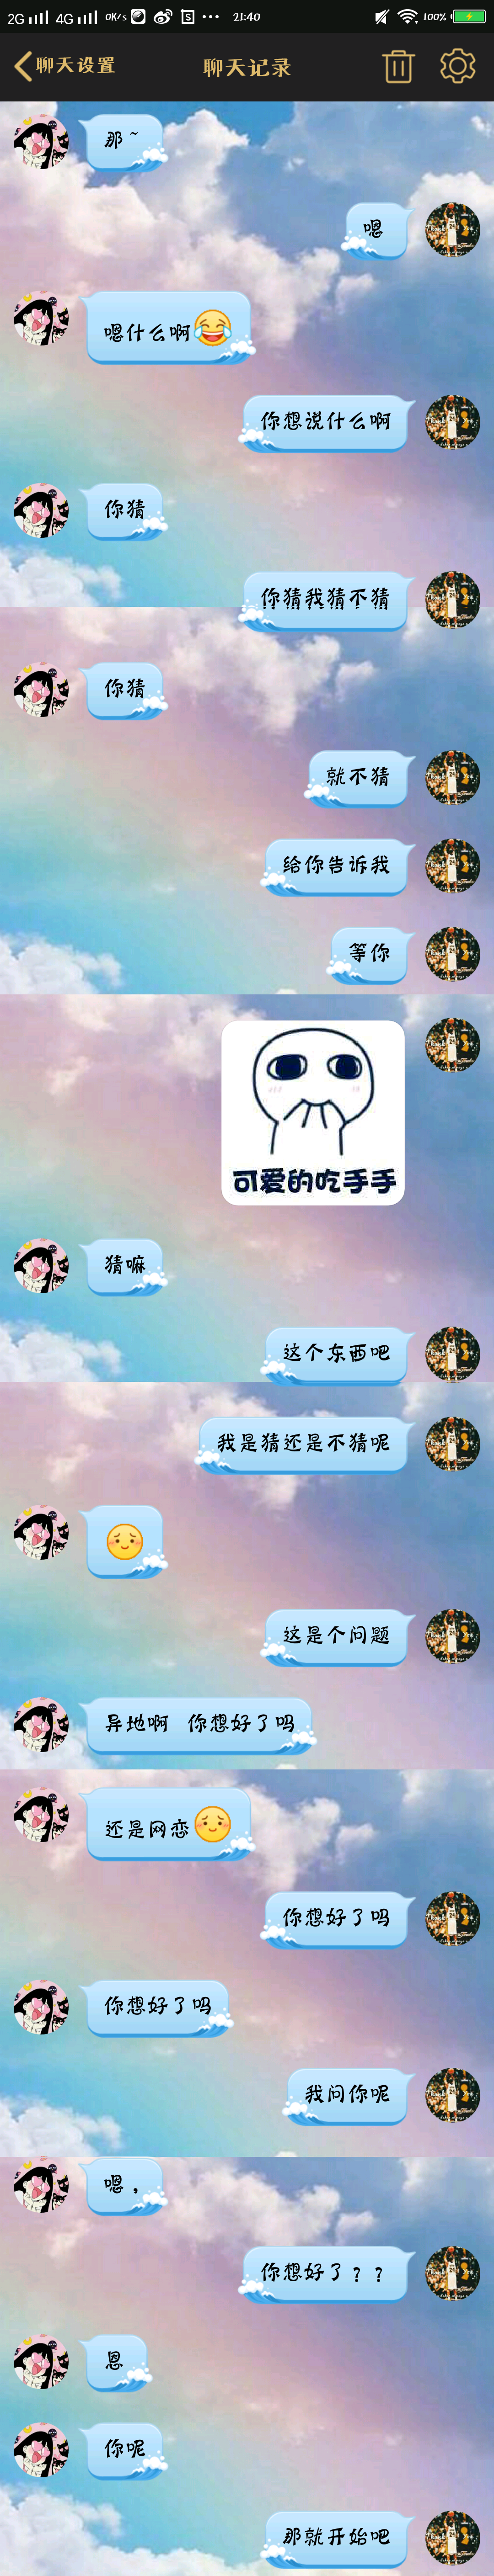 2G 4G 0K/s 21:40 100%
聊天设置 聊天记录
那~
嗯
嗯什么啊
你想说什么啊
你猜
你猜我猜不猜
你猜
就不猜
给你告诉我
等你
可爱的吃手手
猜嘛
这个东西吧
我是猜还是不猜呢
这是个问题
异地啊 你想好了吗
还是网恋
你想好了吗
你想好了吗
我问你呢
嗯，
你想好了？？
恩
你呢
那就开始吧